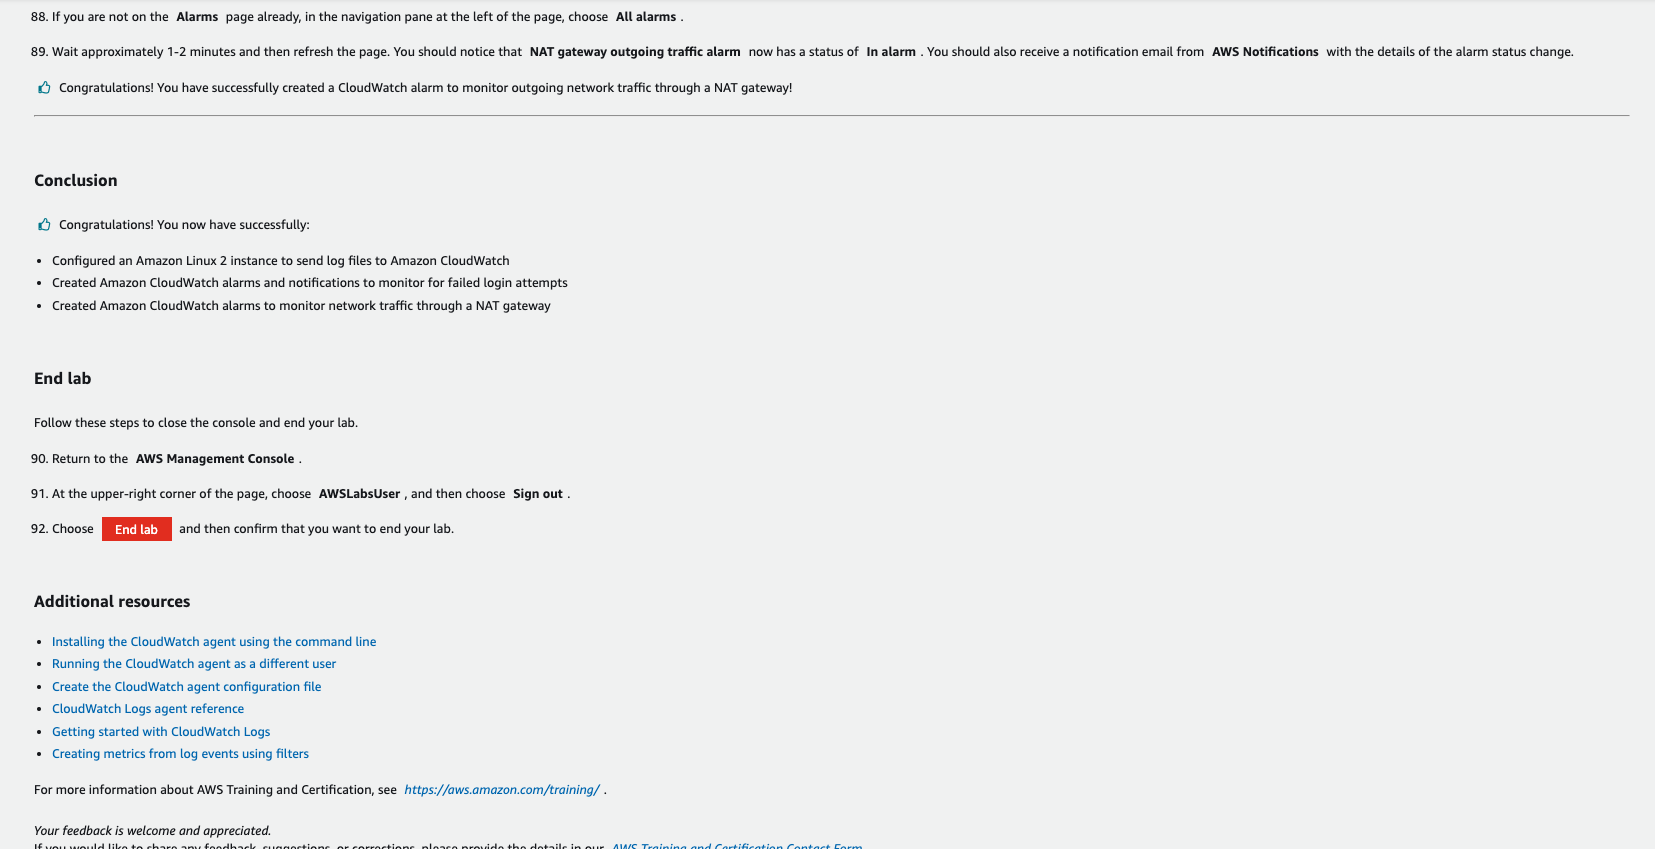 88. If you are not on the Alarms page already, in the navigation pane at the left of the page, choose All alarms .
89. Wait approximately 1-2 minutes and then refresh the page. You should notice that NAT gateway outgoing traffic alarm now has a status of In alarm . You should also receive a notification email from AWS Notifications with the details of the alarm status change.
Congratulations! You have successfully created a CloudWatch alarm to monitor outgoing network traffic through a NAT gateway!
Conclusion
Congratulations! You now have successfully:
• Configured an Amazon Linux 2 instance to send log files to Amazon CloudWatch
• Created Amazon CloudWatch alarms and notifications to monitor for failed login attempts
• Created Amazon CloudWatch alarms to monitor network traffic through a NAT gateway
End lab
Follow these steps to close the console and end your lab.
90. Return to the AWS Management Console .
91. At the upper-right corner of the page, choose AWSLabsUser , and then choose Sign out .
92. Choose End lab and then confirm that you want to end your lab.
Additional resources
• Installing the CloudWatch agent using the command line
• Running the CloudWatch agent as a different user
• Create the CloudWatch agent configuration file
• CloudWatch Logs agent reference
• Getting started with CloudWatch Logs
• Creating metrics from log events using filters
For more information about AWS Training and Certification, see https://aws.amazon.com/training/ .
Your feedback is welcome and appreciated.
If you would like to share any feedback, suggestions, or corrections, please provide the details in our AWS Training and Certification Contact Form